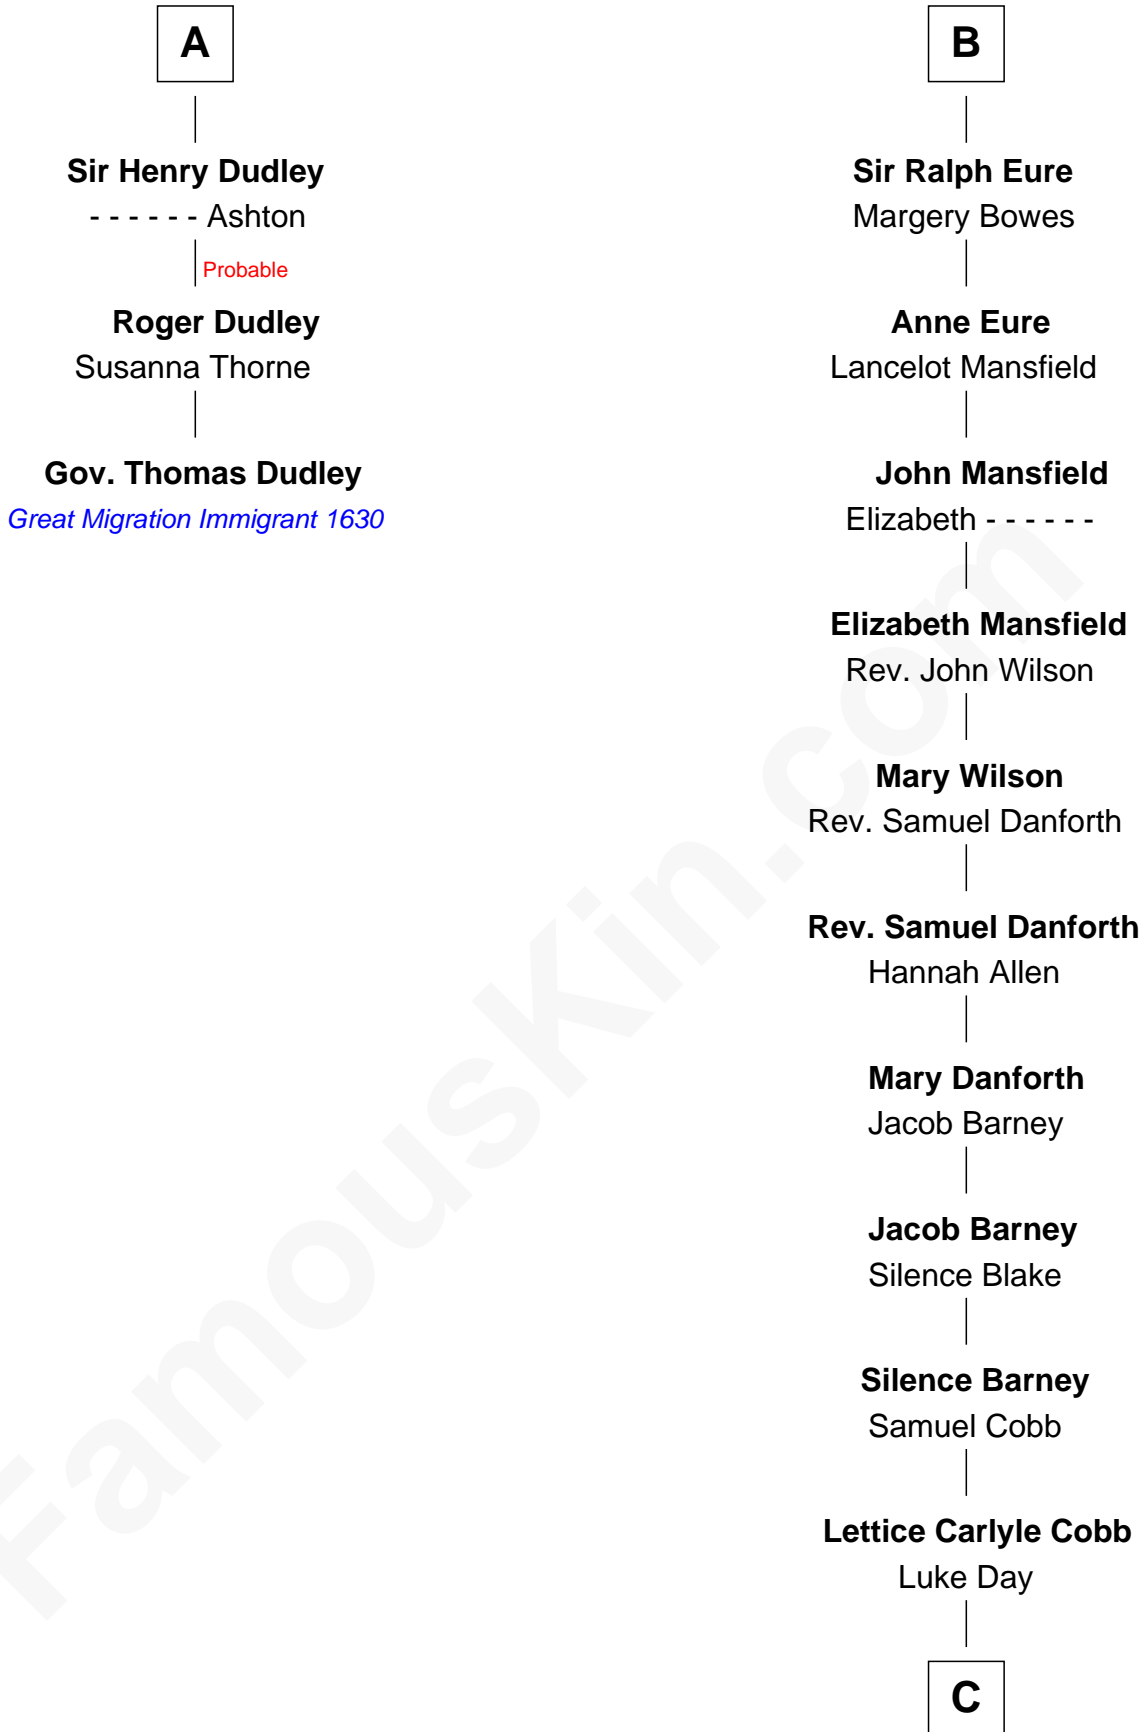 A
Sir Henry Dudley
- - - - - - Ashton
Probable
Roger Dudley
Susanna Thorne
Gov. Thomas Dudley
Great Migration Immigrant 1630
B
Sir Ralph Eure
Margery Bowes
Anne Eure
Lancelot Mansfield
John Mansfield
Elizabeth - - - - - -
Elizabeth Mansfield
Rev. John Wilson
Mary Wilson
Rev. Samuel Danforth
Rev. Samuel Danforth
Hannah Allen
Mary Danforth
Jacob Barney
Jacob Barney
Silence Blake
Silence Barney
Samuel Cobb
Lettice Carlyle Cobb
Luke Day
C
FamousKin.com